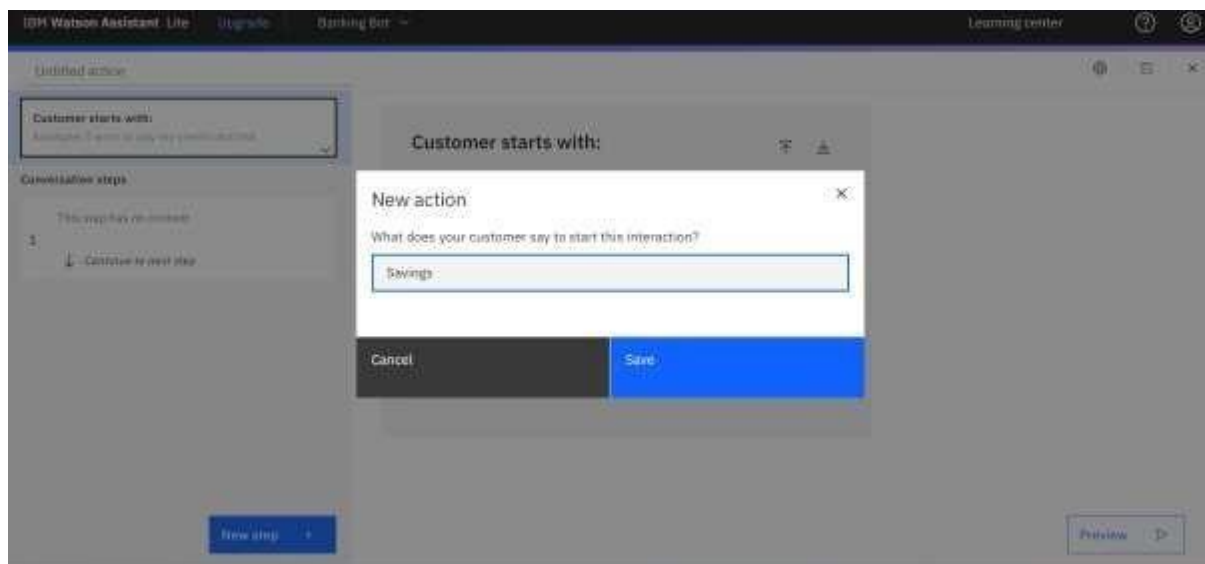 IBM Watson Assistant Lite Upgrade Banking Bot Learning center
Untitled action
Customer starts with:
Conversation steps
This step has no content
1
Continue to next step
New step +
Customer starts with:
New action
What does your customer say to start this interaction?
Savings
Cancel
Save
Preview